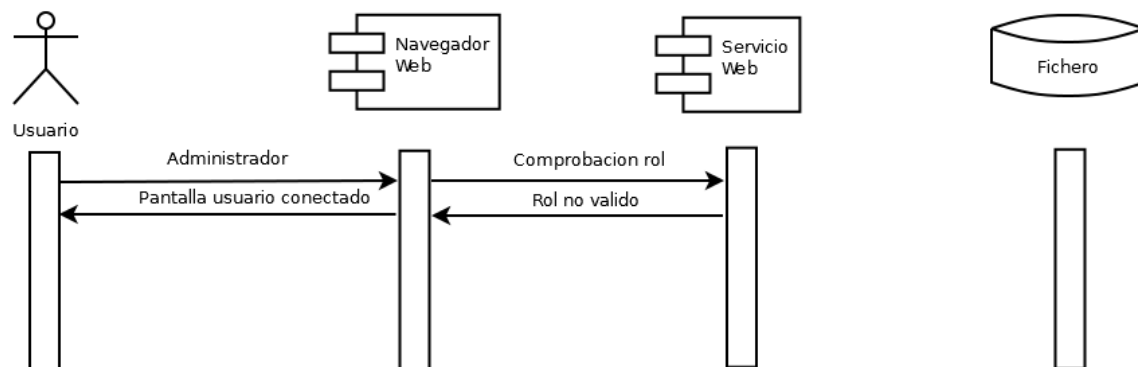 Navegador
Web
Servicio
Web
Fichero
Usuario
Administrador
Comprobacion rol
Pantalla usuario conectado
Rol no valido